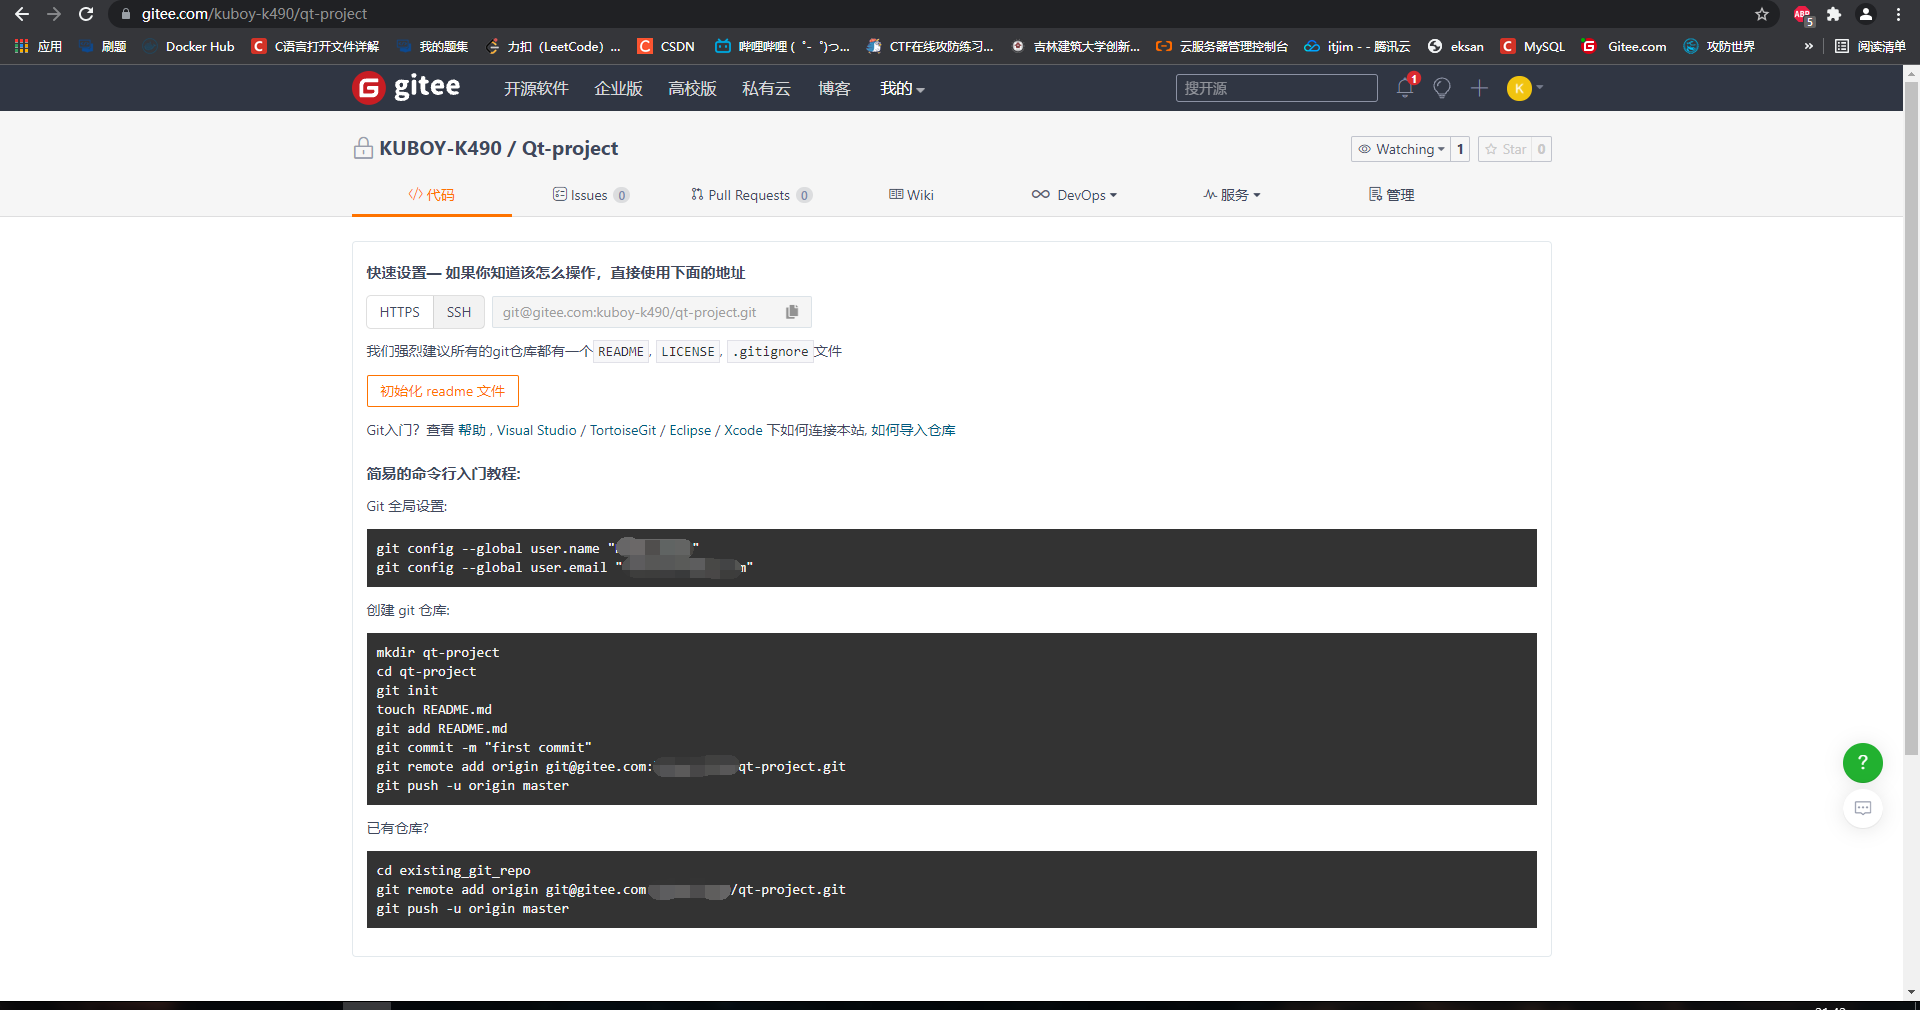 gitee.com/kuboy-k490/qt-project
ABP 5
应用 刷题 Docker Hub C语言打开文件详解 我的题集 力扣（LeetCode）... CSDN 哔哩哔哩 ( ゜- ゜)つ... CTF在线攻防练习... 吉林建筑大学创新... 云服务器管理控制台 itjim - - 腾讯云 eksan MySQL Gitee.com 攻防世界 » 阅读清单
gitee 开源软件 企业版 高校版 私有云 博客 我的 搜开源 1 K
KUBOY-K490 / Qt-project Watching 1 Star 0
代码 Issues 0 Pull Requests 0 Wiki DevOps 服务 管理
快速设置— 如果你知道该怎么操作，直接使用下面的地址
HTTPS SSH git@gitee.com:kuboy-k490/qt-project.git
我们强烈建议所有的git仓库都有一个 README, LICENSE, .gitignore 文件
初始化 readme 文件
Git入门？查看 帮助 , Visual Studio / TortoiseGit / Eclipse / Xcode 下如何连接本站, 如何导入仓库
简易的命令行入门教程:
Git 全局设置:
git config --global user.name " "
git config --global user.email " m"
创建 git 仓库:
mkdir qt-project
cd qt-project
git init
touch README.md
git add README.md
git commit -m "first commit"
git remote add origin git@gitee.com: qt-project.git
git push -u origin master
已有仓库?
cd existing_git_repo
git remote add origin git@gitee.com /qt-project.git
git push -u origin master
?